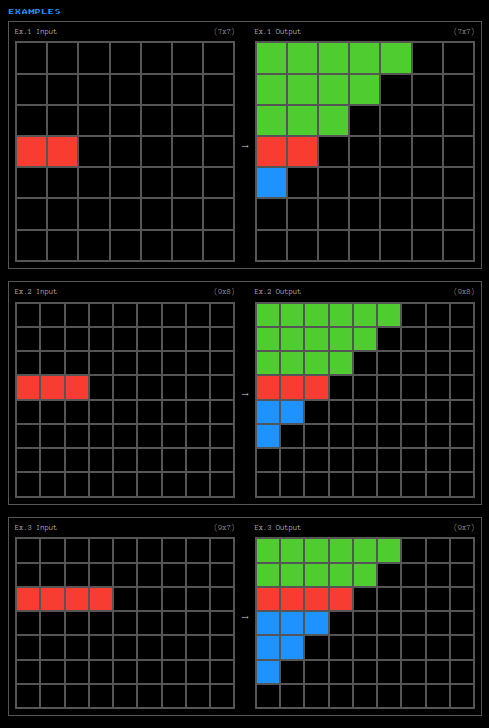 EXAMPLES
Ex.1 Input (7x7) Ex.1 Output (7x7)
→
Ex.2 Input (9x8) Ex.2 Output (9x8)
→
Ex.3 Input (9x7) Ex.3 Output (9x7)
→